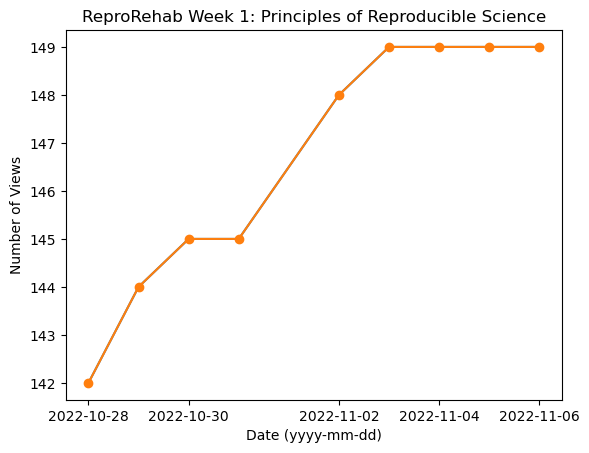 ReproRehab Week 1: Principles of Reproducible Science
149
148
147
146
145
144
143
142
Number of Views
2022-10-28 2022-10-30 2022-11-02 2022-11-04 2022-11-06
Date (yyyy-mm-dd)